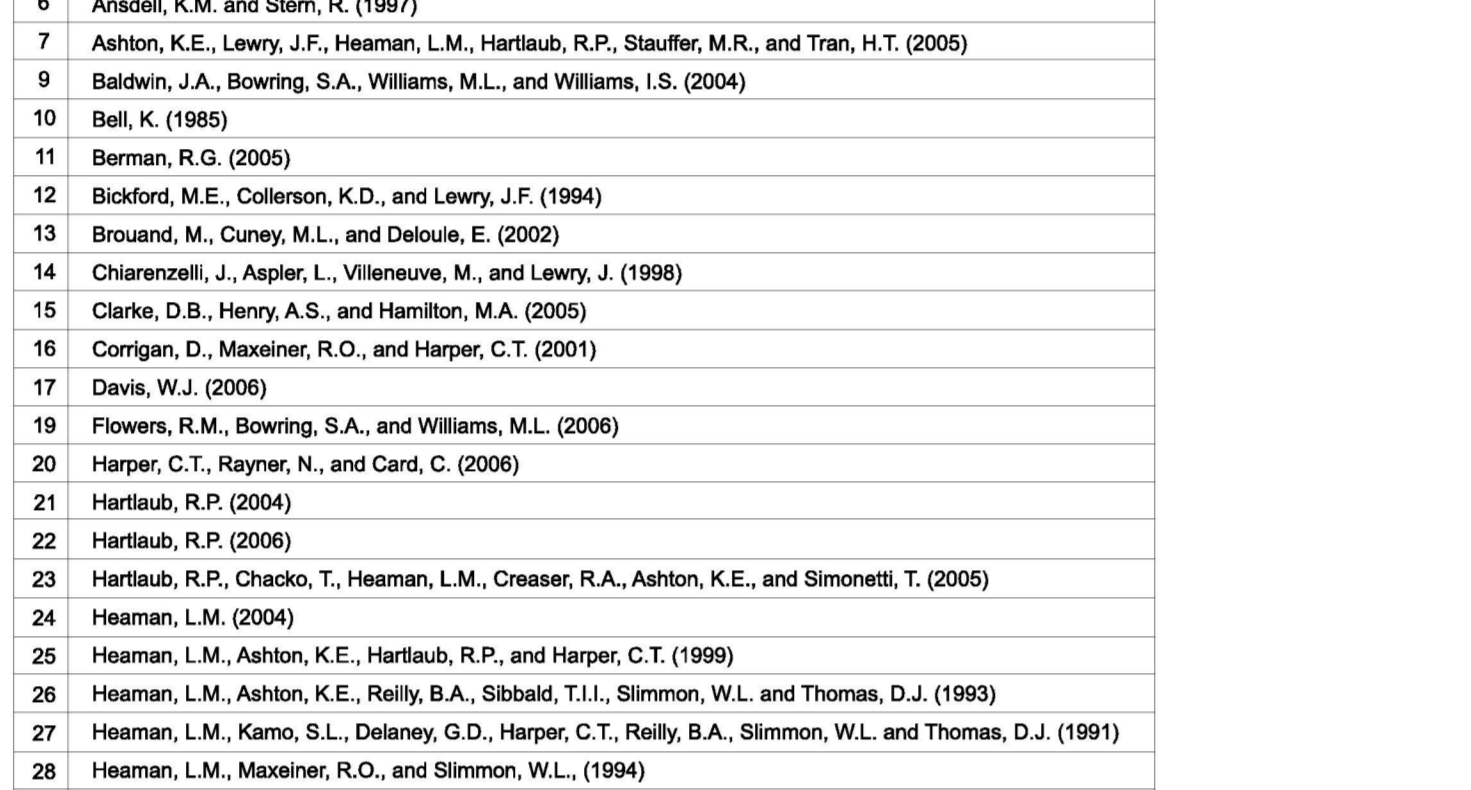 6 Ansdell, K.M. and Stern, R. (1997)
7 Ashton, K.E., Lewry, J.F., Heaman, L.M., Hartlaub, R.P., Stauffer, M.R., and Tran, H.T. (2005)
9 Baldwin, J.A., Bowring, S.A., Williams, M.L., and Williams, I.S. (2004)
10 Bell, K. (1985)
11 Berman, R.G. (2005)
12 Bickford, M.E., Collerson, K.D., and Lewry, J.F. (1994)
13 Brouand, M., Cuney, M.L., and Deloule, E. (2002)
14 Chiarenzelli, J., Aspler, L., Villeneuve, M., and Lewry, J. (1998)
15 Clarke, D.B., Henry, A.S., and Hamilton, M.A. (2005)
16 Corrigan, D., Maxeiner, R.O., and Harper, C.T. (2001)
17 Davis, W.J. (2006)
19 Flowers, R.M., Bowring, S.A., and Williams, M.L. (2006)
20 Harper, C.T., Rayner, N., and Card, C. (2006)
21 Hartlaub, R.P. (2004)
22 Hartlaub, R.P. (2006)
23 Hartlaub, R.P., Chacko, T., Heaman, L.M., Creaser, R.A., Ashton, K.E., and Simonetti, T. (2005)
24 Heaman, L.M. (2004)
25 Heaman, L.M., Ashton, K.E., Hartlaub, R.P., and Harper, C.T. (1999)
26 Heaman, L.M., Ashton, K.E., Reilly, B.A., Sibbald, T.I.I., Slimmon, W.L. and Thomas, D.J. (1993)
27 Heaman, L.M., Kamo, S.L., Delaney, G.D., Harper, C.T., Reilly, B.A., Slimmon, W.L. and Thomas, D.J. (1991)
28 Heaman, L.M., Maxeiner, R.O., and Slimmon, W.L., (1994)